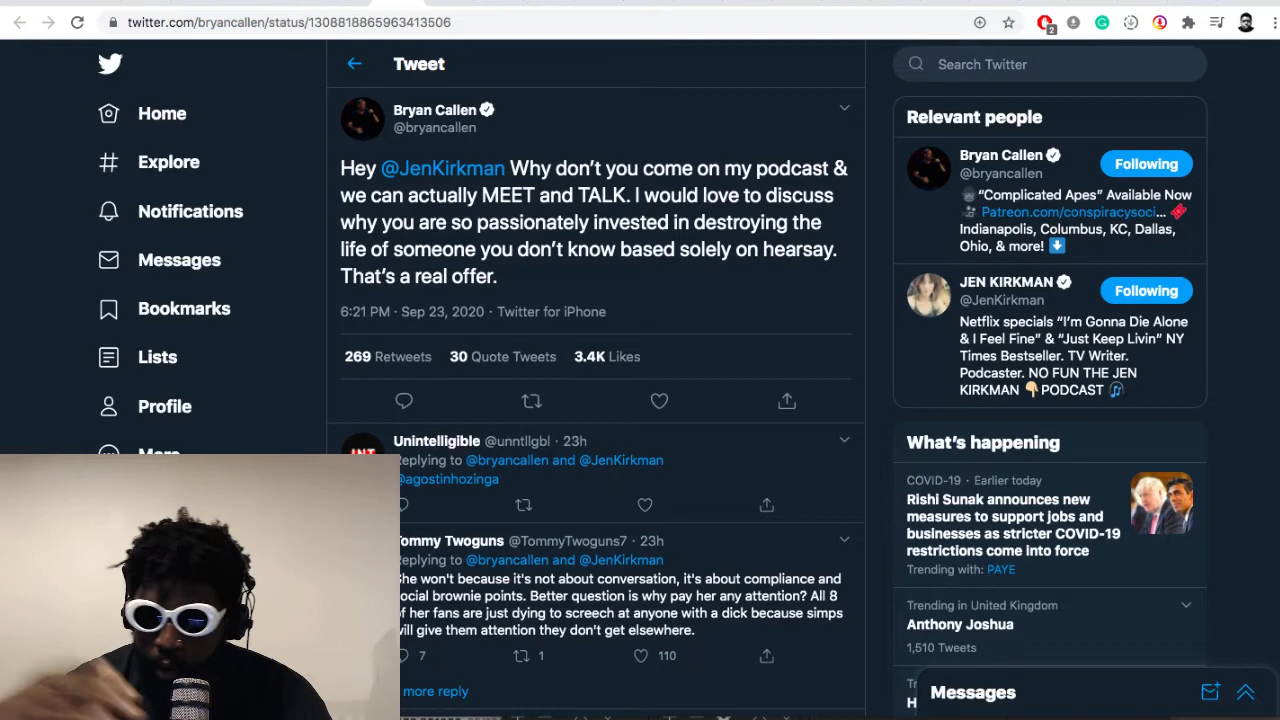 twitter.com/bryancallen/status/1308818865963413506
2
Home
Explore
Notifications
Messages
Bookmarks
Lists
Profile
Tweet
Bryan Callen
@bryancallen
Hey @JenKirkman Why don't you come on my podcast &
we can actually MEET and TALK. I would love to discuss
why you are so passionately invested in destroying the
life of someone you don't know based solely on hearsay.
That's a real offer.
6:21 PM · Sep 23, 2020 · Twitter for iPhone
269 Retweets 30 Quote Tweets 3.4K Likes
Unintelligible @unntllgbl · 23h
Replying to @bryancallen and @JenKirkman
@agostinhozinga
Tommy Twoguns @TommyTwoguns7 · 23h
Replying to @bryancallen and @JenKirkman
She won't because it's not about conversation, it's about compliance and
social brownie points. Better question is why pay her any attention? All 8
of her fans are just dying to screech at anyone with a dick because simps
will give them attention they don't get elsewhere.
7 1 110
more reply
Search Twitter
Relevant people
Bryan Callen
@bryancallen
Following
"Complicated Apes" Available Now
Patreon.com/conspiracysoci...
Indianapolis, Columbus, KC, Dallas,
Ohio, & more!
JEN KIRKMAN
@JenKirkman
Following
Netflix specials "I'm Gonna Die Alone
& I Feel Fine" & "Just Keep Livin" NY
Times Bestseller. TV Writer.
Podcaster. NO FUN THE JEN
KIRKMAN PODCAST
What's happening
COVID-19 · Earlier today
Rishi Sunak announces new
measures to support jobs and
businesses as stricter COVID-19
restrictions come into force
Trending with: PAYE
Trending in United Kingdom
Anthony Joshua
1,510 Tweets
Messages